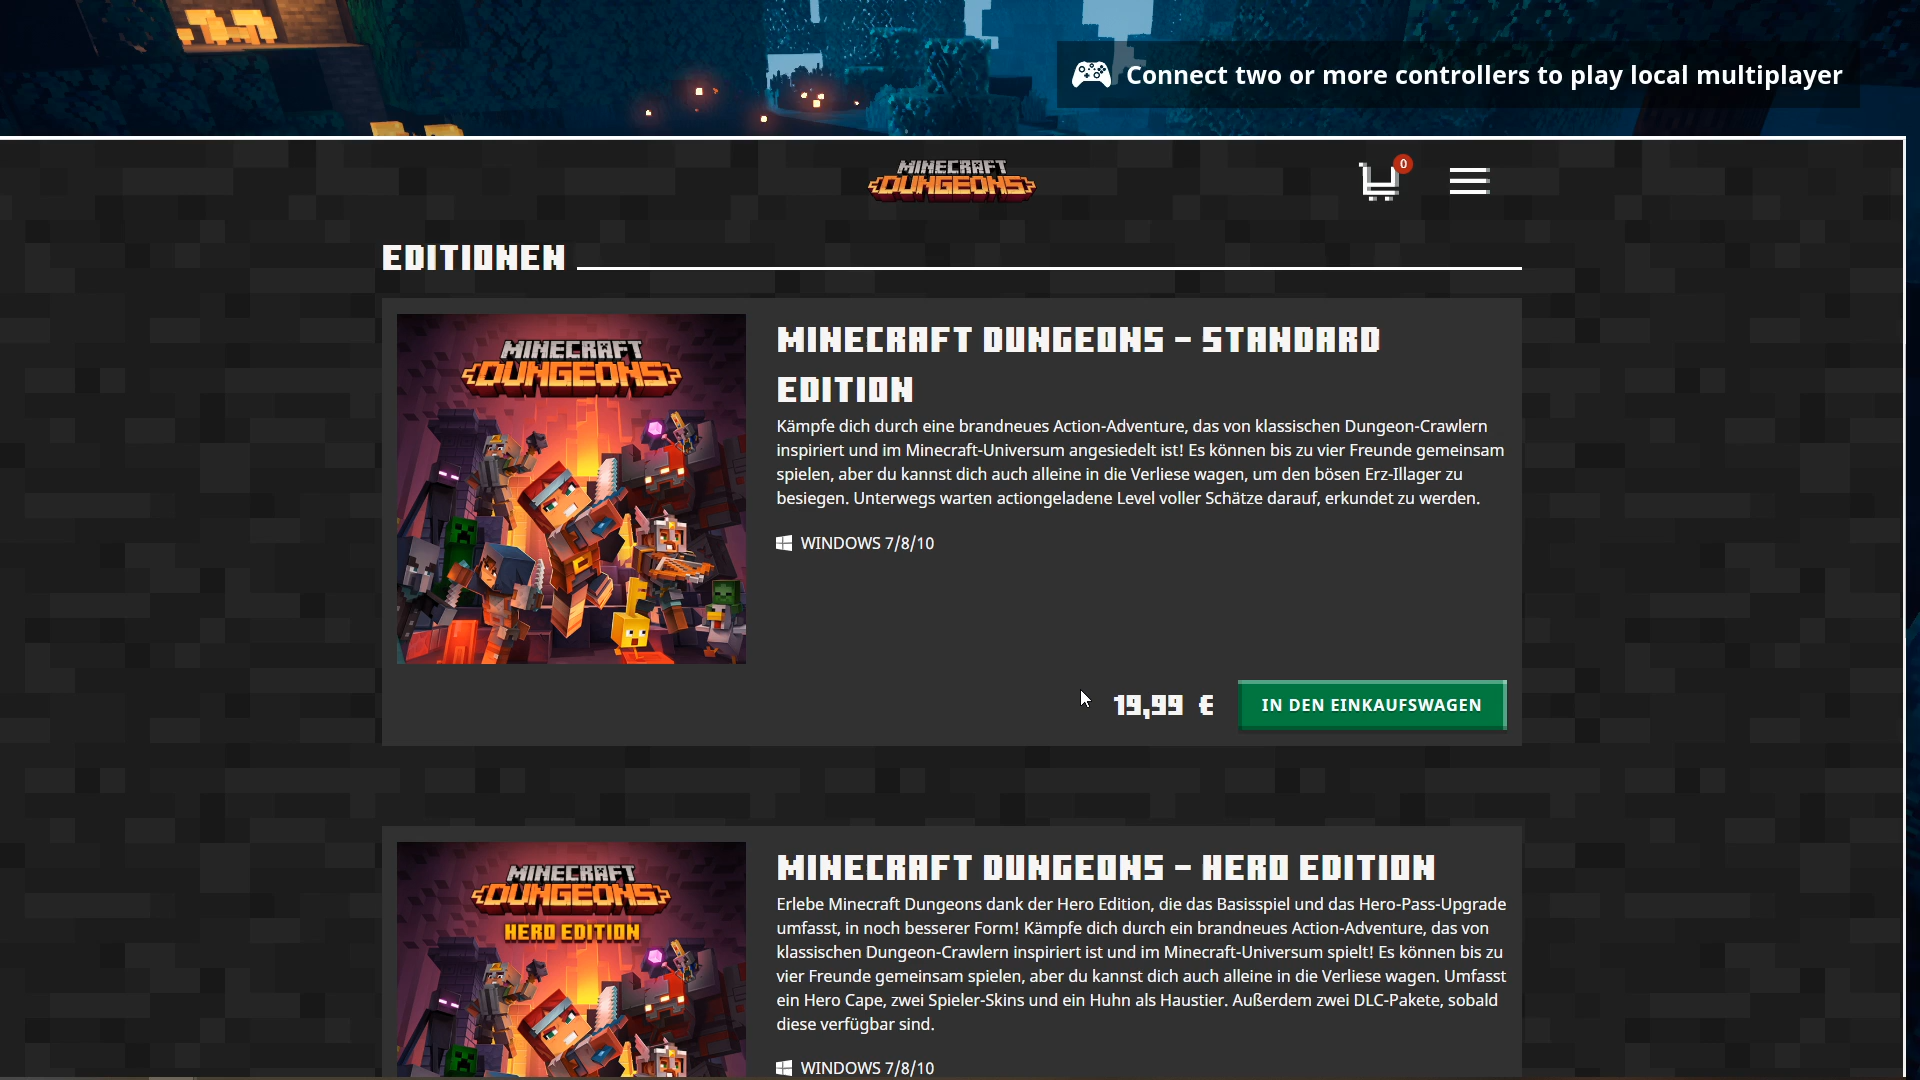 Connect two or more controllers to play local multiplayer
MINECRAFT
DUNGEONS
0
EDITIONEN
MINECRAFT
DUNGEONS
MINECRAFT DUNGEONS – STANDARD
EDITION
Kämpfe dich durch eine brandneues Action-Adventure, das von klassischen Dungeon-Crawlern
inspiriert und im Minecraft-Universum angesiedelt ist! Es können bis zu vier Freunde gemeinsam
spielen, aber du kannst dich auch alleine in die Verliese wagen, um den bösen Erz-Illager zu
besiegen. Unterwegs warten actiongeladene Level voller Schätze darauf, erkundet zu werden.
WINDOWS 7/8/10
19,99 €
IN DEN EINKAUFSWAGEN
MINECRAFT
DUNGEONS
HERO EDITION
MINECRAFT DUNGEONS – HERO EDITION
Erlebe Minecraft Dungeons dank der Hero Edition, die das Basisspiel und das Hero-Pass-Upgrade
umfasst, in noch besserer Form! Kämpfe dich durch ein brandneues Action-Adventure, das von
klassischen Dungeon-Crawlern inspiriert ist und im Minecraft-Universum spielt! Es können bis zu
vier Freunde gemeinsam spielen, aber du kannst dich auch alleine in die Verliese wagen. Umfasst
ein Hero Cape, zwei Spieler-Skins und ein Huhn als Haustier. Außerdem zwei DLC-Pakete, sobald
diese verfügbar sind.
WINDOWS 7/8/10